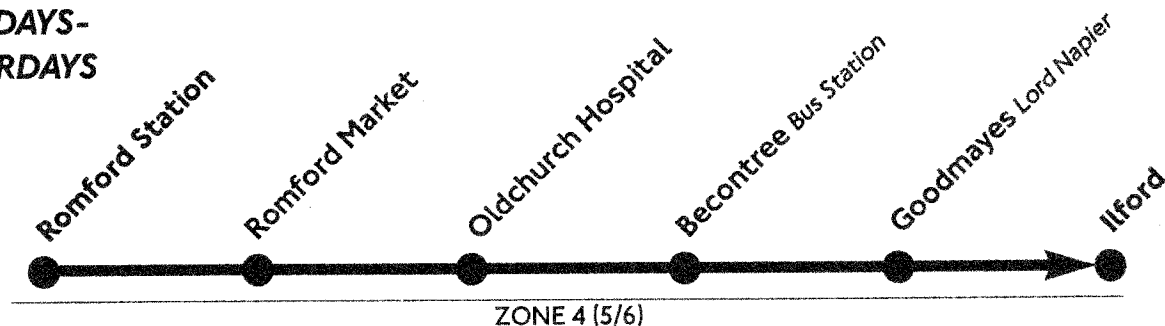 DAYS-
RDAYS
Romford Station
Romford Market
Oldchurch Hospital
Becontree Bus Station
Goodmayes Lord Napier
Ilford
ZONE 4 (5/6)